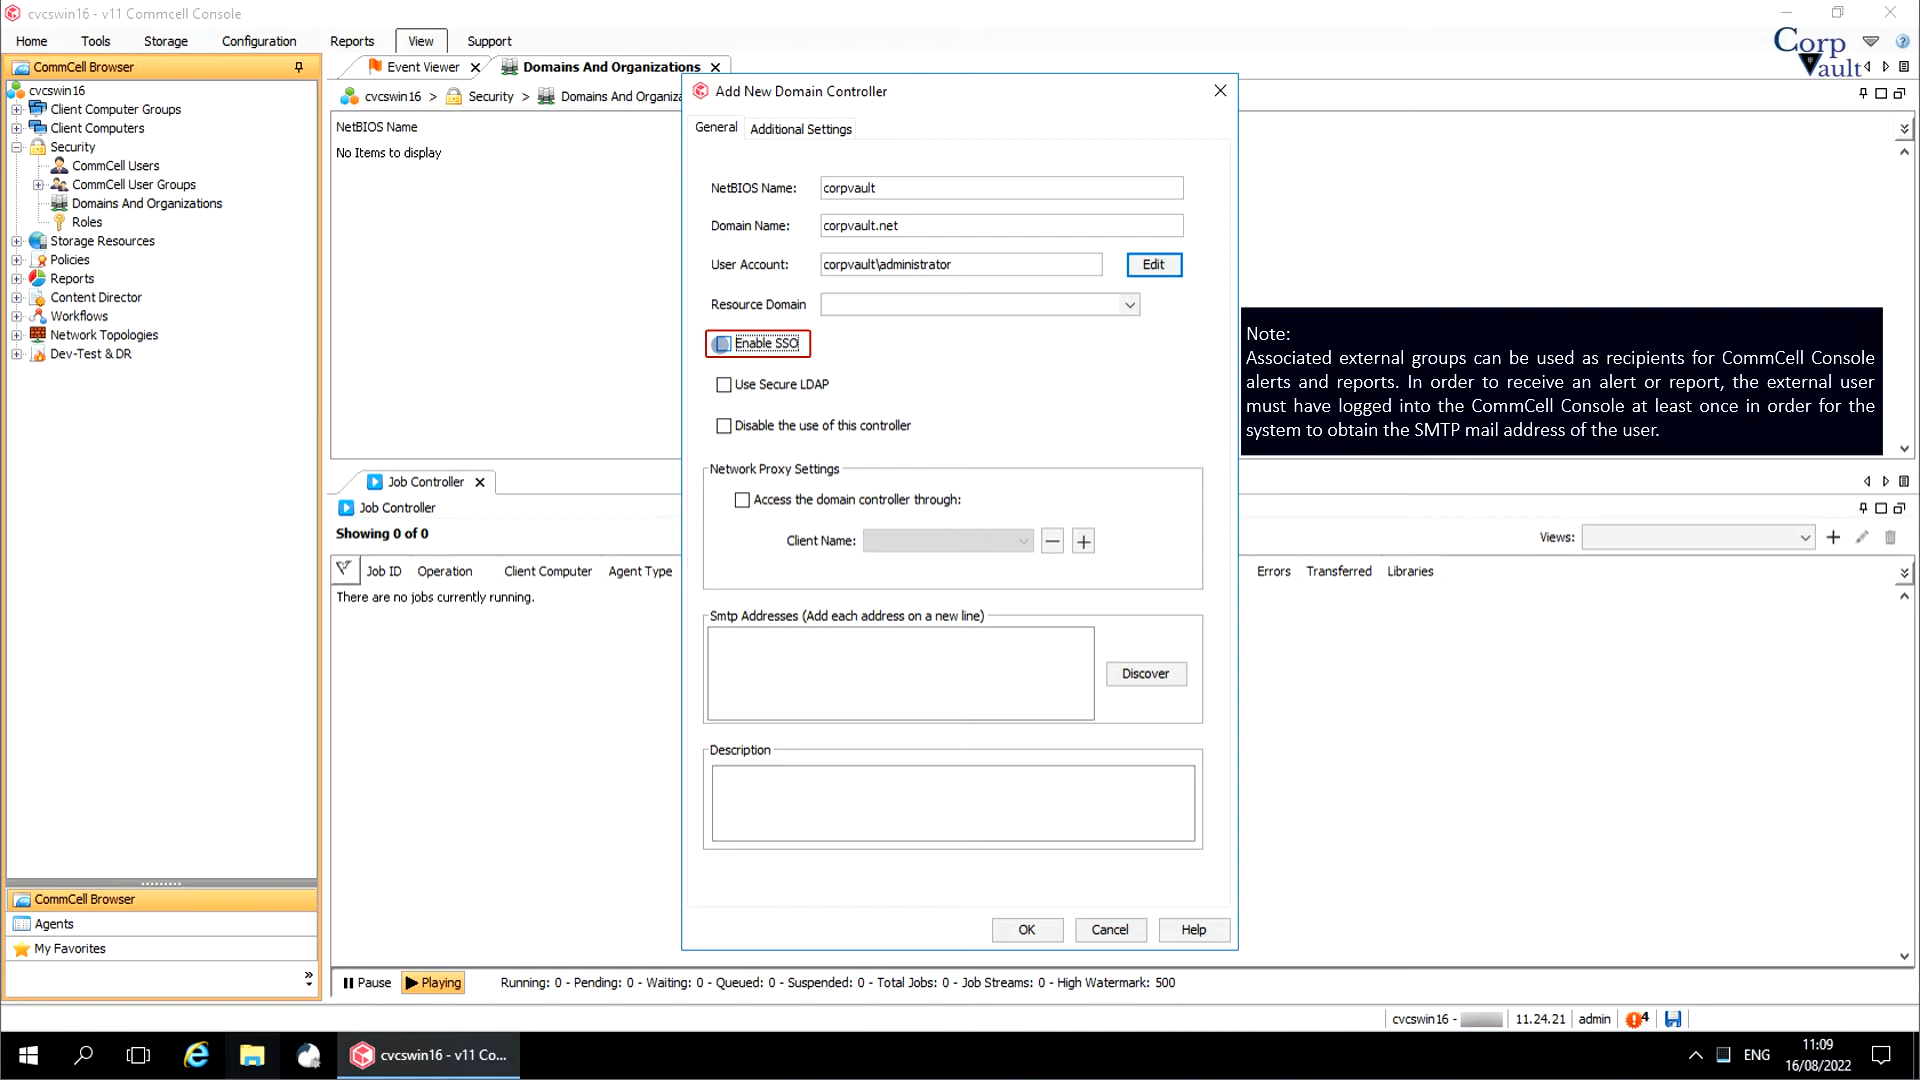 cvcswin16 - v11 Commcell Console
Home Tools Storage Configuration Reports View Support
Corp Vault
CommCell Browser
Event Viewer
Domains And Organizations
cvcswin16 > Security > Domains And Organiza
cvcswin16
Client Computer Groups
Client Computers
Security
CommCell Users
CommCell User Groups
Domains And Organizations
Roles
Storage Resources
Policies
Reports
Content Director
Workflows
Network Topologies
Dev-Test & DR
NetBIOS Name
No Items to display
Add New Domain Controller
General Additional Settings
NetBIOS Name: corpvault
Domain Name: corpvault.net
User Account: corpvault\administrator Edit
Resource Domain
Enable SSO
Use Secure LDAP
Disable the use of this controller
Network Proxy Settings
Access the domain controller through:
Client Name:
Smtp Addresses (Add each address on a new line)
Discover
Description
OK Cancel Help
Note:
Associated external groups can be used as recipients for CommCell Console
alerts and reports. In order to receive an alert or report, the external user
must have logged into the CommCell Console at least once in order for the
system to obtain the SMTP mail address of the user.
Job Controller
Job Controller
Showing 0 of 0
Views:
Job ID Operation Client Computer Agent Type Errors Transferred Libraries
There are no jobs currently running.
CommCell Browser
Agents
My Favorites
Pause Playing Running: 0 - Pending: 0 - Waiting: 0 - Queued: 0 - Suspended: 0 - Total Jobs: 0 - Job Streams: 0 - High Watermark: 500
cvcswin16 - 11.24.21 admin 4
cvcswin16 - v11 Co...
ENG
11:09
16/08/2022